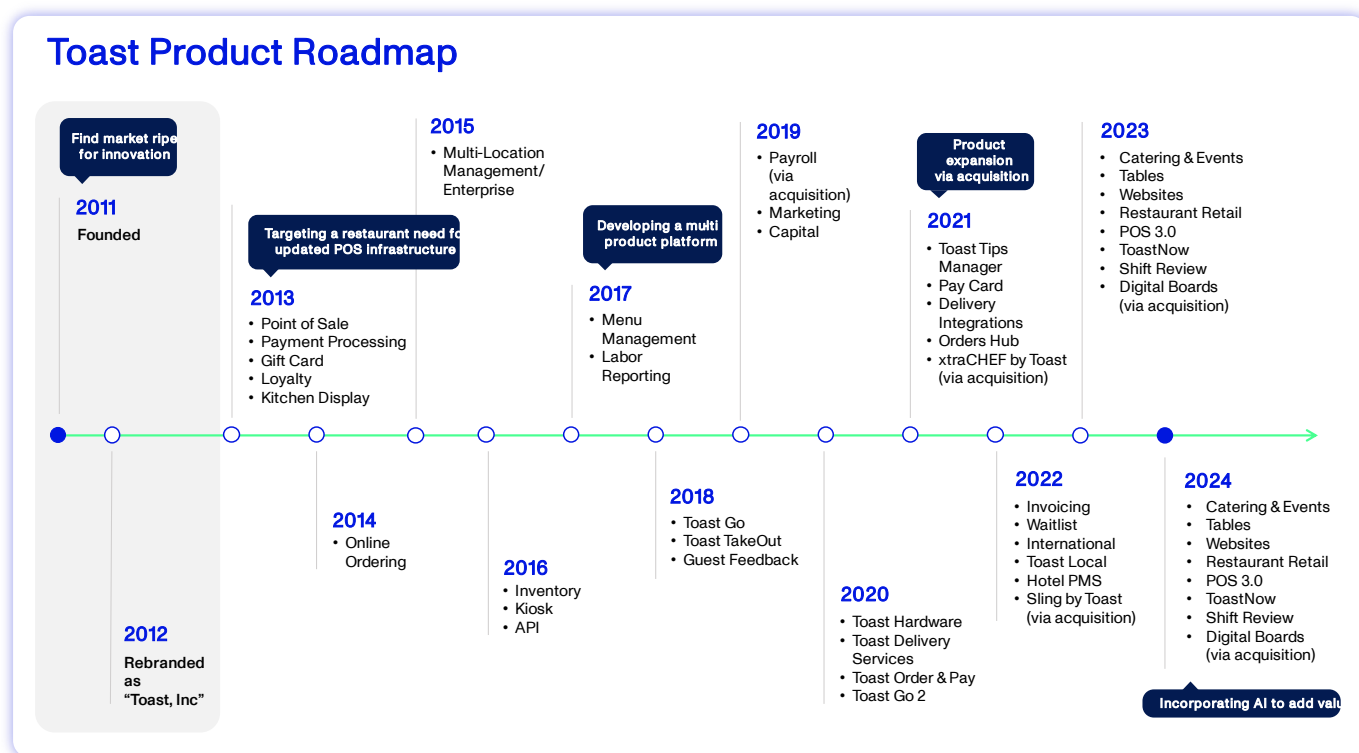 Toast Product Roadmap
Find market ripe
for innovation
2011
Founded
2012
Rebranded
as
“Toast, Inc”
Targeting a restaurant need fo
updated POS infrastructure
2013
• Point of Sale
• Payment Processing
• Gift Card
• Loyalty
• Kitchen Display
2014
• Online
Ordering
2015
• Multi-Location
Management/
Enterprise
2016
• Inventory
• Kiosk
• API
Developing a multi
product platform
2017
• Menu
Management
• Labor
Reporting
2018
• Toast Go
• Toast TakeOut
• Guest Feedback
2019
• Payroll
(via
acquisition)
• Marketing
• Capital
2020
• Toast Hardware
• Toast Delivery
Services
• Toast Order & Pay
• Toast Go 2
Product
expansion
via acquisition
2021
• Toast Tips
Manager
• Pay Card
• Delivery
Integrations
• Orders Hub
• xtraCHEF by Toast
(via acquisition)
2022
• Invoicing
• Waitlist
• International
• Toast Local
• Hotel PMS
• Sling by Toast
(via acquisition)
2023
• Catering & Events
• Tables
• Websites
• Restaurant Retail
• POS 3.0
• ToastNow
• Shift Review
• Digital Boards
(via acquisition)
2024
• Catering & Events
• Tables
• Websites
• Restaurant Retail
• POS 3.0
• ToastNow
• Shift Review
• Digital Boards
(via acquisition)
Incorporating AI to add valu